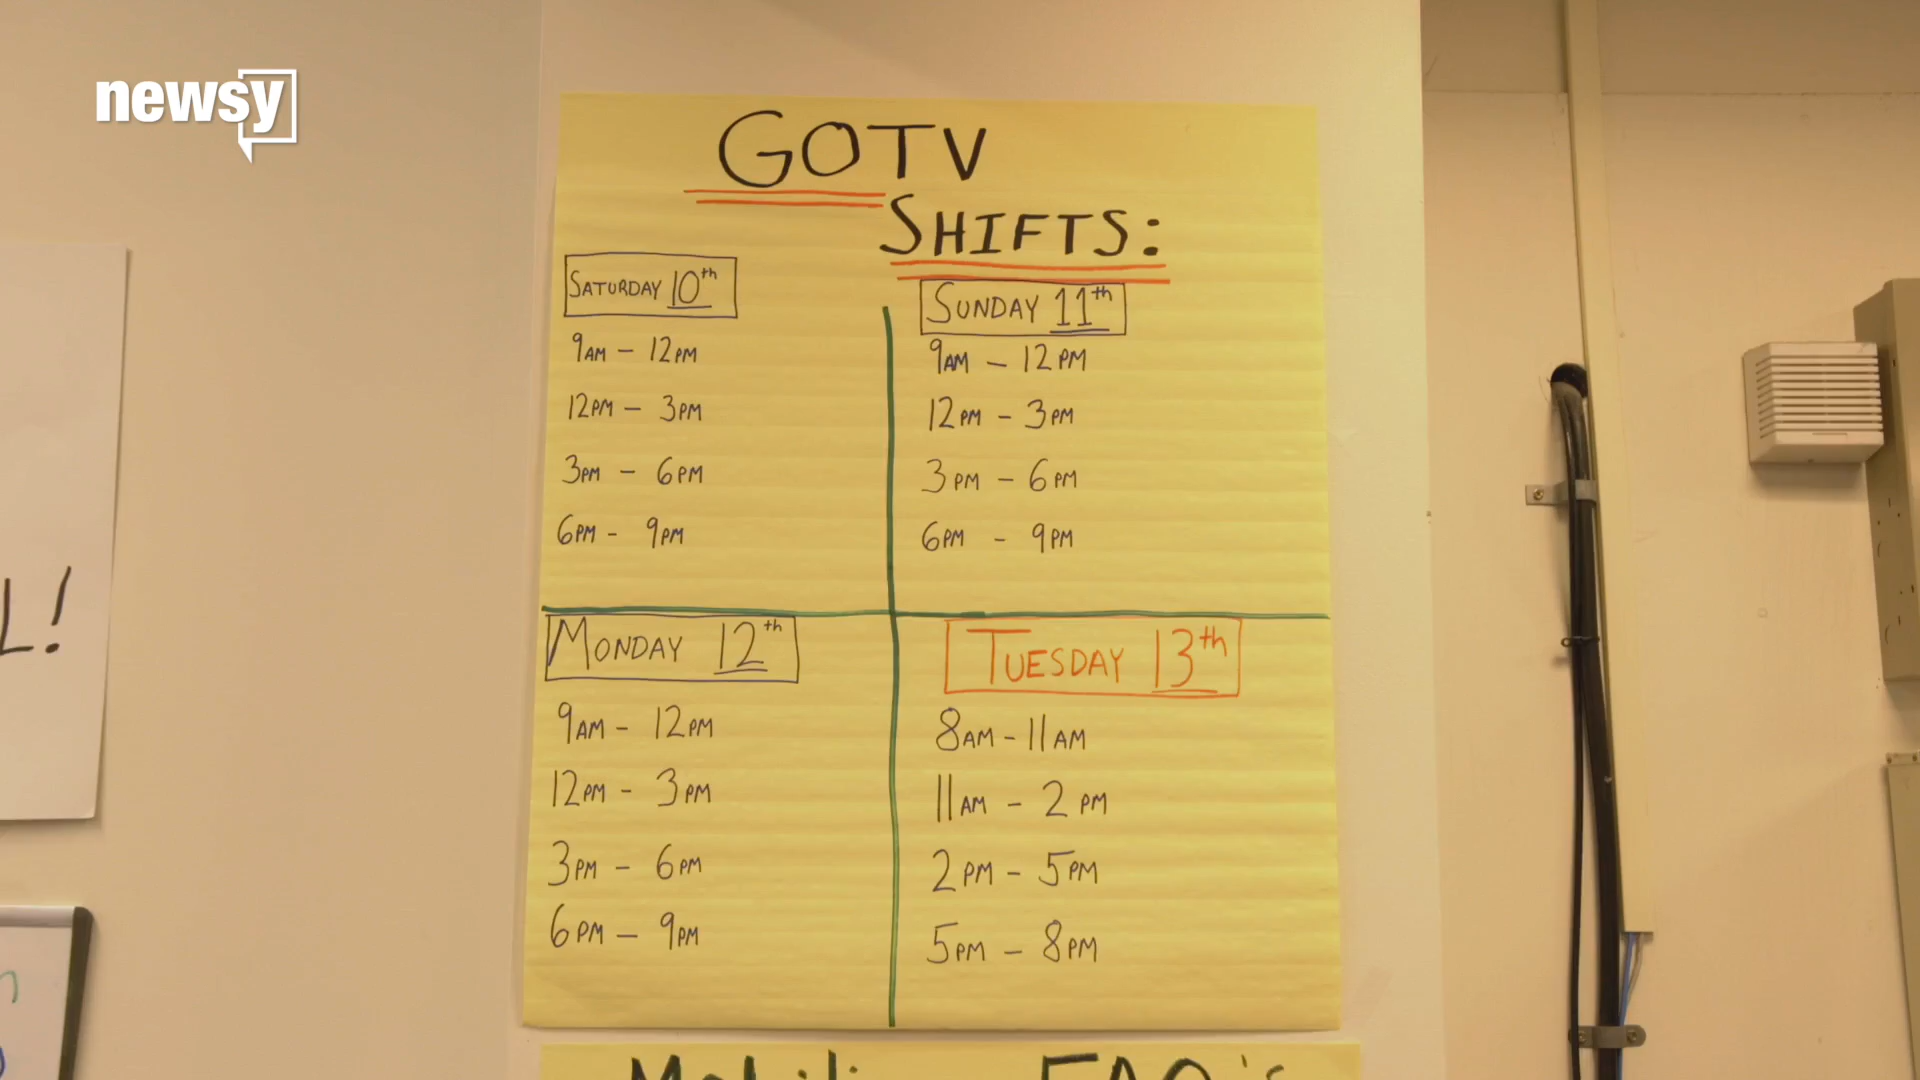 newsy
GOTV
SHIFTS:
SATURDAY 10th
9AM – 12PM
12PM – 3PM
3PM – 6PM
6PM - 9PM
SUNDAY 11th
9AM – 12PM
12PM – 3PM
3PM – 6PM
6PM - 9PM
MONDAY 12th
9AM – 12PM
12PM – 3PM
3PM – 6PM
6PM – 9PM
TUESDAY 13th
8AM – 11AM
11AM – 2PM
2PM – 5PM
5PM – 8PM
L!
FAQ's